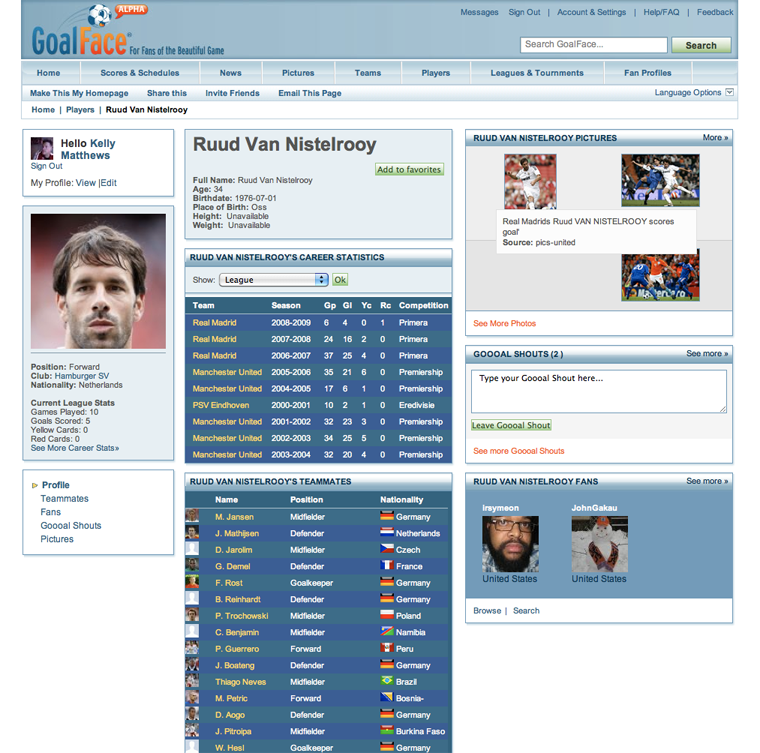 ALPHA
GoalFace
For Fans of the Beautiful Game
Messages Sign Out | Account & Settings | Help/FAQ | Feedback
Search GoalFace... Search
Home Scores & Schedules News Pictures Teams Players Leagues & Tournments Fan Profiles
Make This My Homepage Share this Invite Friends Email This Page Language Options
Home | Players | Ruud Van Nistelrooy
Hello Kelly
Matthews
Sign Out
My Profile: View |Edit
Position: Forward
Club: Hamburger SV
Nationality: Netherlands
Current League Stats
Games Played: 10
Goals Scored: 5
Yellow Cards: 0
Red Cards: 0
See More Career Stats»
Profile
Teammates
Fans
Goooal Shouts
Pictures
Ruud Van Nistelrooy
Add to favorites
Full Name: Ruud Van Nistelrooy
Age: 34
Birthdate: 1976-07-01
Place of Birth: Oss
Height: Unavailable
Weight: Unavailable
RUUD VAN NISTELROOY'S CAREER STATISTICS
Show: League Ok
Team Season Gp Gl Yc Rc Competition
Real Madrid 2008-2009 6 4 0 1 Primera
Real Madrid 2007-2008 24 16 2 0 Primera
Real Madrid 2006-2007 37 25 4 0 Primera
Manchester United 2005-2006 35 21 6 0 Premiership
Manchester United 2004-2005 17 6 1 0 Premiership
PSV Eindhoven 2000-2001 10 2 1 0 Eredivisie
Manchester United 2001-2002 32 23 3 0 Premiership
Manchester United 2002-2003 34 25 5 0 Premiership
Manchester United 2003-2004 32 20 4 0 Premiership
RUUD VAN NISTELROOY'S TEAMMATES
Name Position Nationality
M. Jansen Midfielder Germany
J. Mathijsen Defender Netherlands
D. Jarolim Midfielder Czech
G. Demel Defender France
F. Rost Goalkeeper Germany
B. Reinhardt Defender Germany
P. Trochowski Midfielder Poland
C. Benjamin Midfielder Namibia
P. Guerrero Forward Peru
J. Boateng Defender Germany
Thiago Neves Midfielder Brazil
M. Petric Forward Bosnia-
D. Aogo Defender Germany
J. Pitroipa Midfielder Burkina Faso
W. Hesl Goalkeeper Germany
RUUD VAN NISTELROOY PICTURES More »
Real Madrids Ruud VAN NISTELROOY scores
goal'
Source: pics-united
See More Photos
GOOOAL SHOUTS (2 ) See more »
Type your Goooal Shout here...
Leave Goooal Shout
See more Goooal Shouts
RUUD VAN NISTELROOY FANS See more »
lraymeon JohnGakau
United States United States
Browse | Search